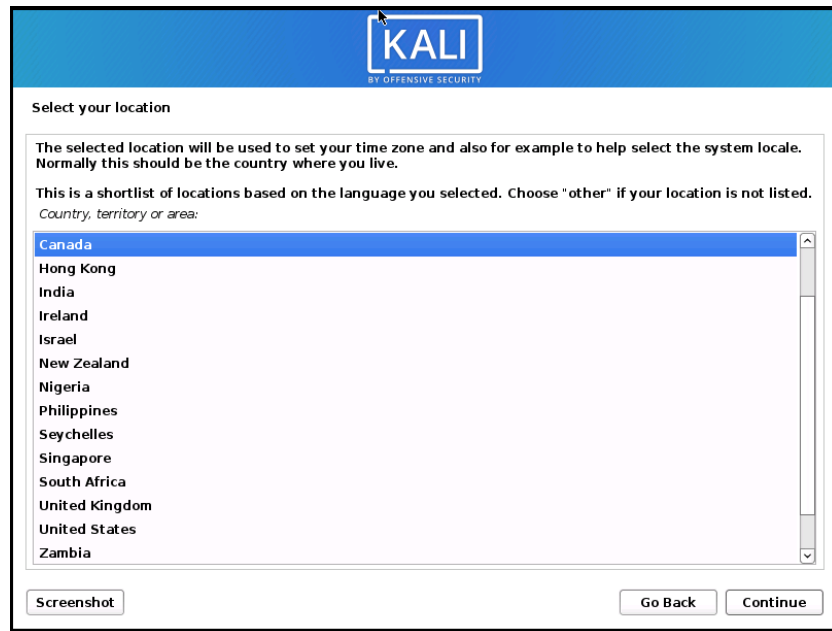 KALI
BY OFFENSIVE SECURITY
Select your location
The selected location will be used to set your time zone and also for example to help select the system locale.
Normally this should be the country where you live.
This is a shortlist of locations based on the language you selected. Choose "other" if your location is not listed.
Country, territory or area:
Canada
Hong Kong
India
Ireland
Israel
New Zealand
Nigeria
Philippines
Seychelles
Singapore
South Africa
United Kingdom
United States
Zambia
Screenshot
Go Back
Continue